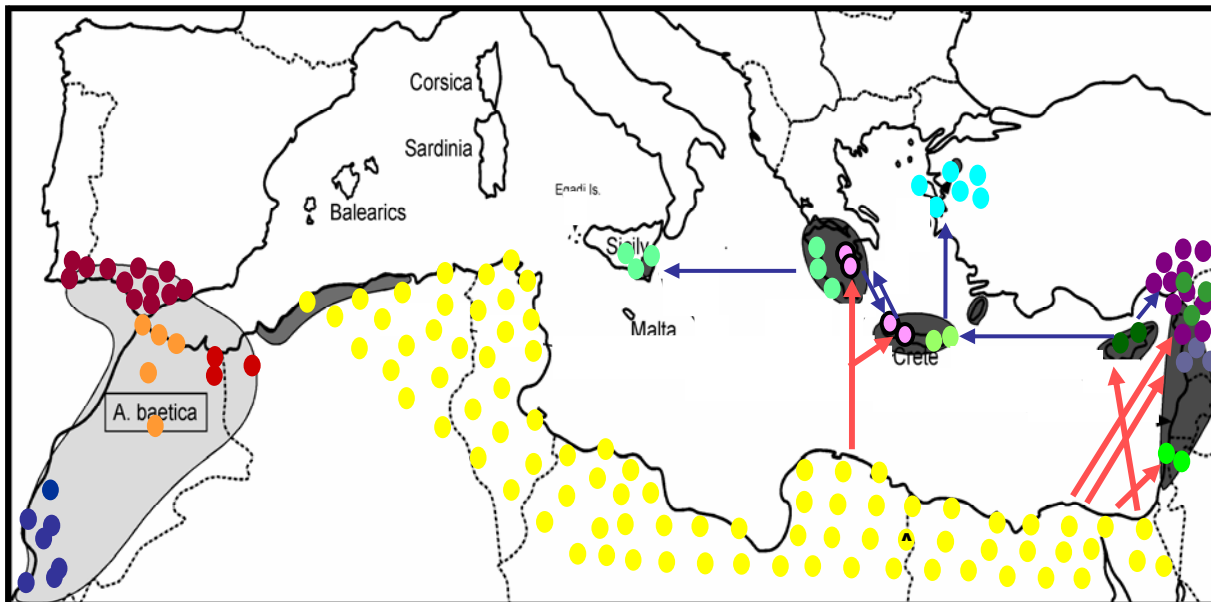 Corsica
Sardinia
Balearics
Egadi Is.
Sicily
Malta
Crete
A. baetica